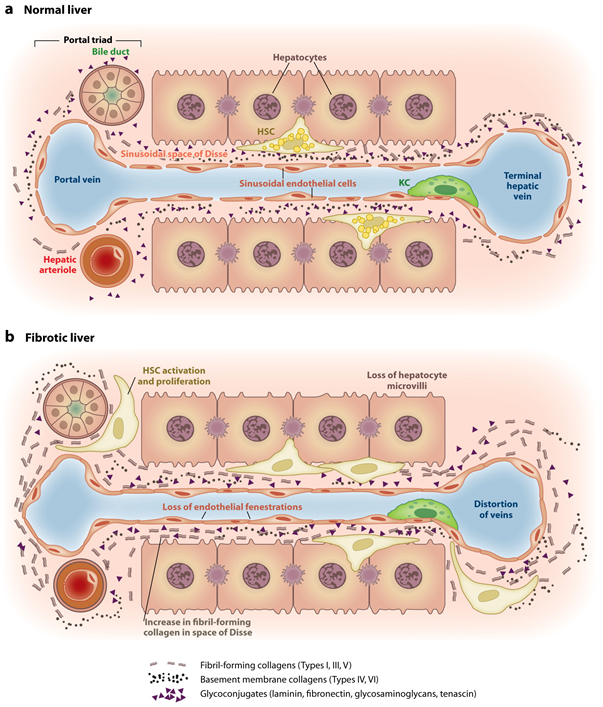 a Normal liver
Portal triad
Bile duct
Hepatocytes
HSC
Sinusoidal space of Disse
Portal vein
Sinusoidal endothelial cells
KC
Terminal
hepatic
vein
Hepatic
arteriole
b Fibrotic liver
HSC activation
and proliferation
Loss of hepatocyte
microvilli
Loss of endothelial fenestrations
Distortion
of veins
Increase in fibril-forming
collagen in space of Disse
Fibril-forming collagens (Types I, III, V)
Basement membrane collagens (Types IV, VI)
Glycoconjugates (laminin, fibronectin, glycosaminoglycans, tenascin)